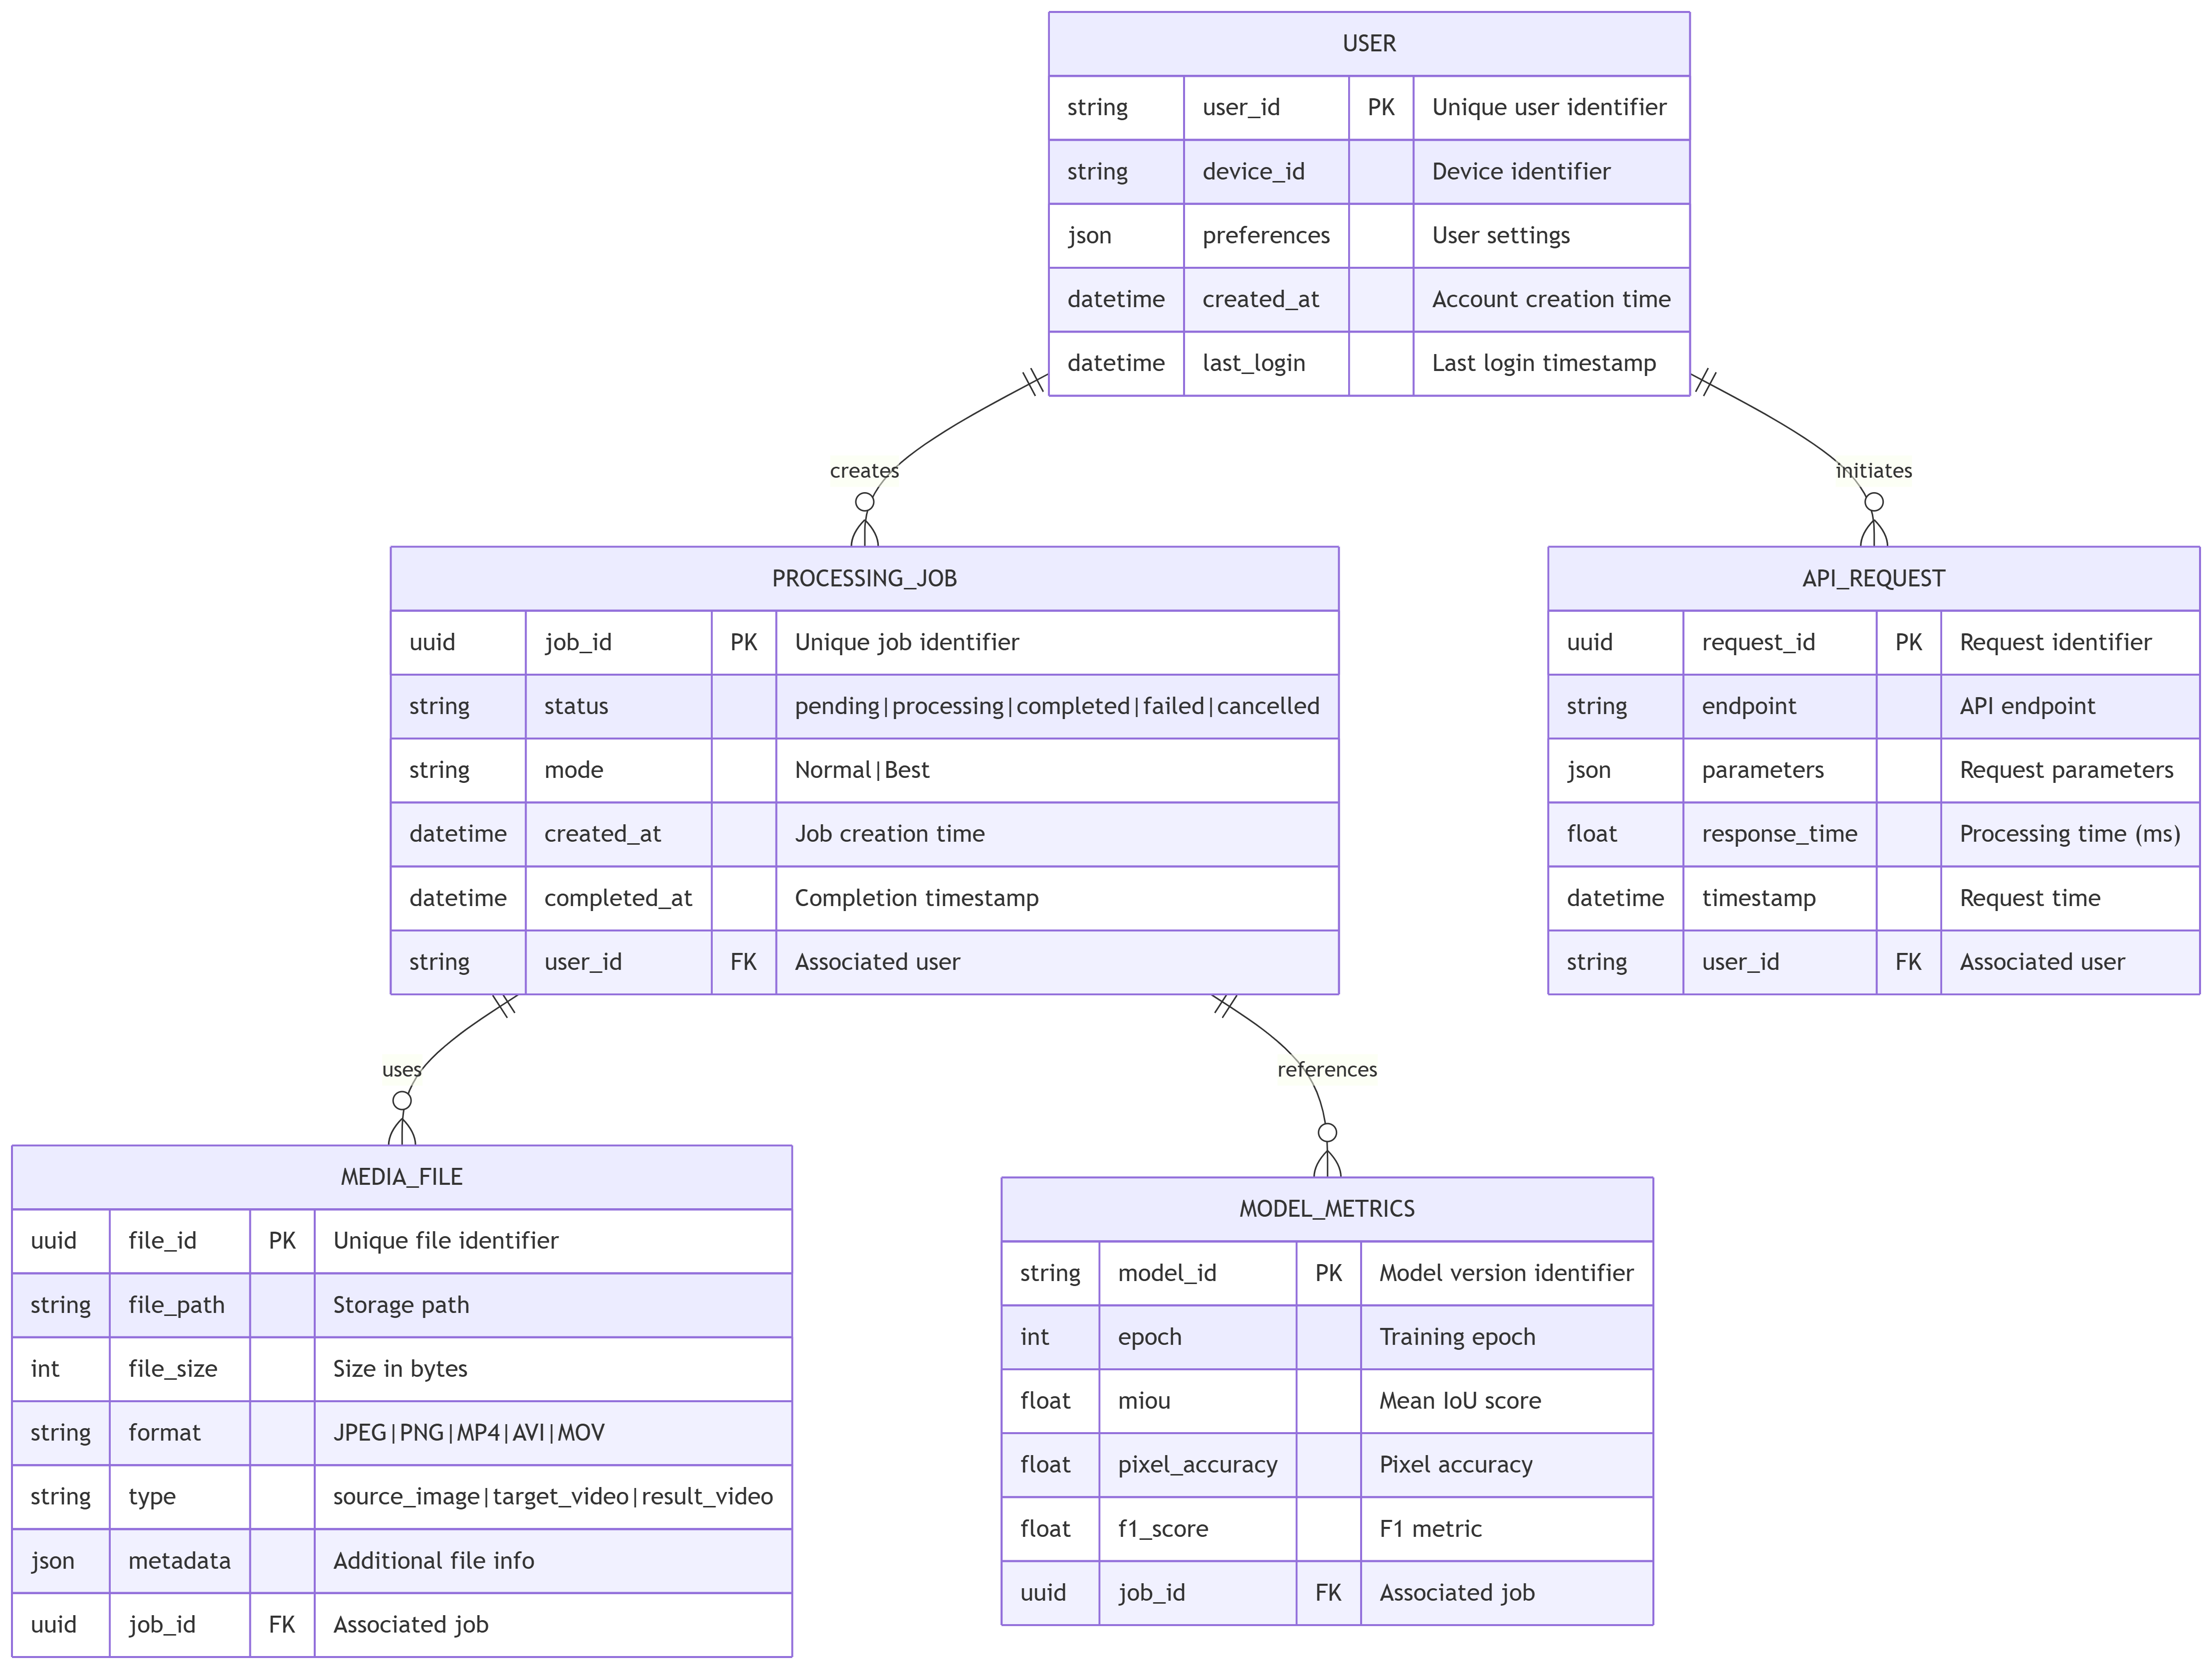 USER
string user_id PK Unique user identifier
string device_id Device identifier
json preferences User settings
datetime created_at Account creation time
datetime last_login Last login timestamp
creates
initiates
PROCESSING_JOB
uuid job_id PK Unique job identifier
string status pending|processing|completed|failed|cancelled
string mode Normal|Best
datetime created_at Job creation time
datetime completed_at Completion timestamp
string user_id FK Associated user
API_REQUEST
uuid request_id PK Request identifier
string endpoint API endpoint
json parameters Request parameters
float response_time Processing time (ms)
datetime timestamp Request time
string user_id FK Associated user
uses
references
MEDIA_FILE
uuid file_id PK Unique file identifier
string file_path Storage path
int file_size Size in bytes
string format JPEG|PNG|MP4|AVI|MOV
string type source_image|target_video|result_video
json metadata Additional file info
uuid job_id FK Associated job
MODEL_METRICS
string model_id PK Model version identifier
int epoch Training epoch
float miou Mean IoU score
float pixel_accuracy Pixel accuracy
float f1_score F1 metric
uuid job_id FK Associated job